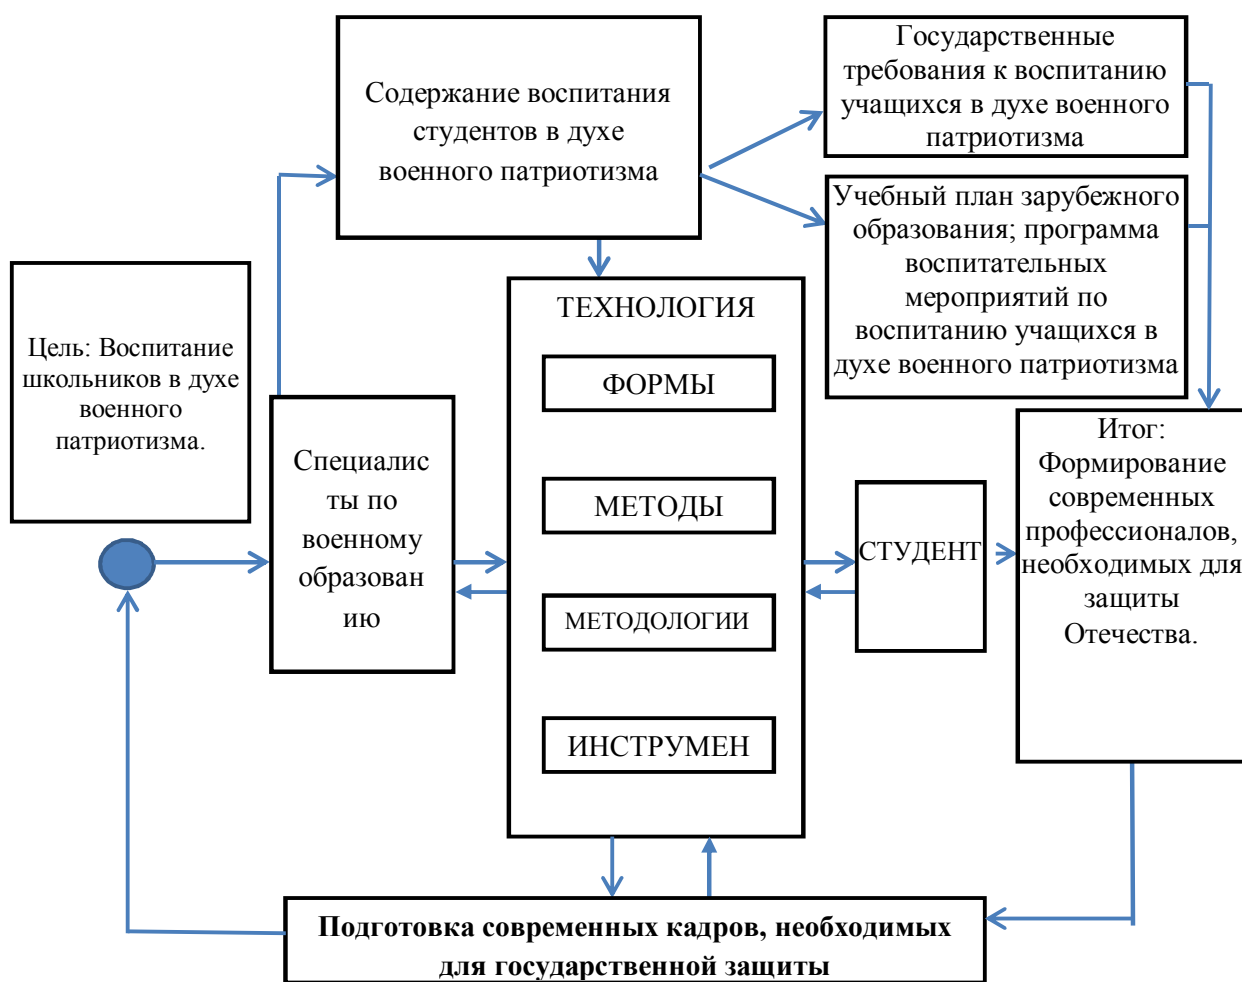 Содержание воспитания
студентов в духе
военного патриотизма
Государственные
требования к воспитанию
учащихся в духе военного
патриотизма
Учебный план зарубежного
образования; программа
воспитательных
мероприятий по
воспитанию учащихся в
духе военного патриотизма
Цель: Воспитание
школьников в духе
военного
патриотизма.
Специалис
ты по
военному
образован
ию
ТЕХНОЛОГИЯ
ФОРМЫ
МЕТОДЫ
МЕТОДОЛОГИИ
ИНСТРУМЕН
СТУДЕНТ
Итог:
Формирование
современных
профессионалов,
необходимых для
защиты
Отечества.
Подготовка современных кадров, необходимых
для государственной защиты